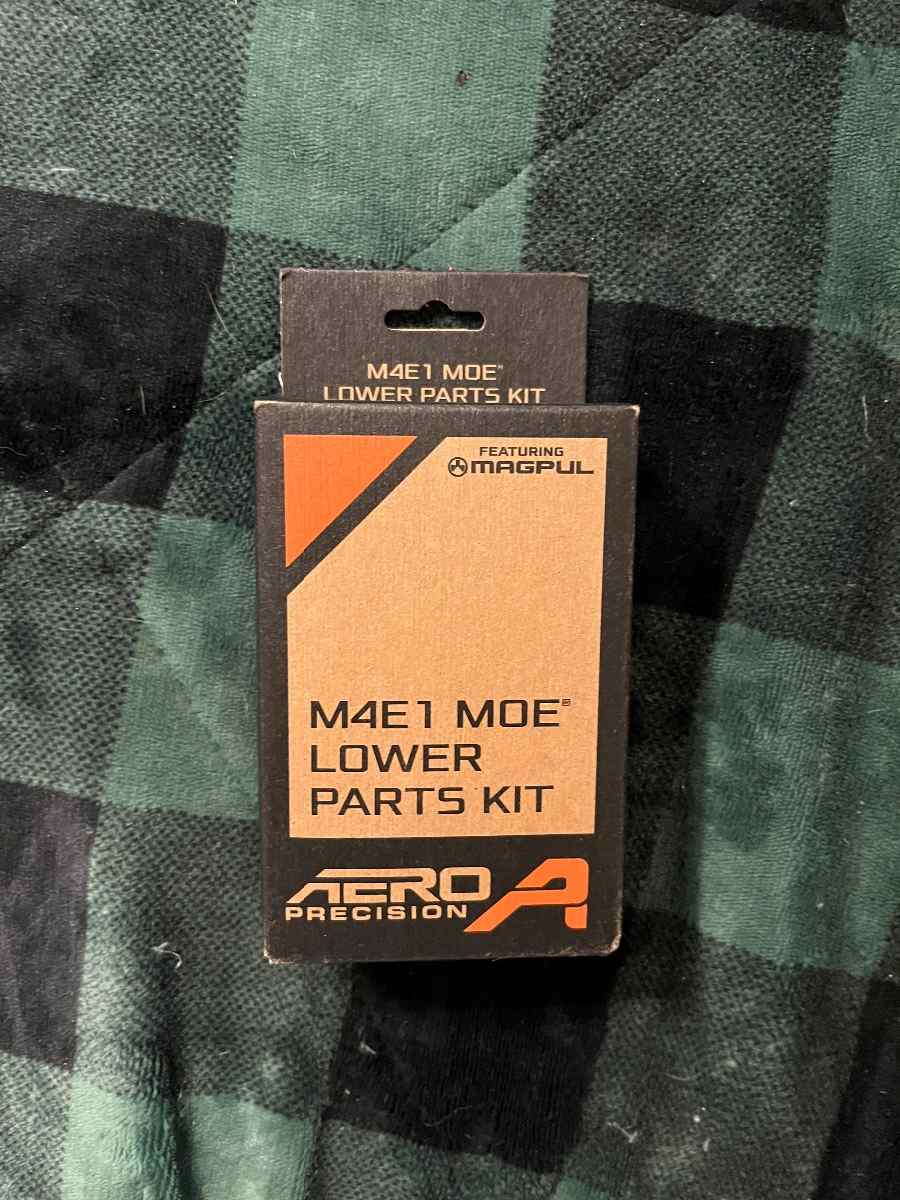 M4E1 MOE®
LOWER PARTS KIT
FEATURING
MAGPUL
M4E1 MOE®
LOWER
PARTS KIT
AERO
PRECISION